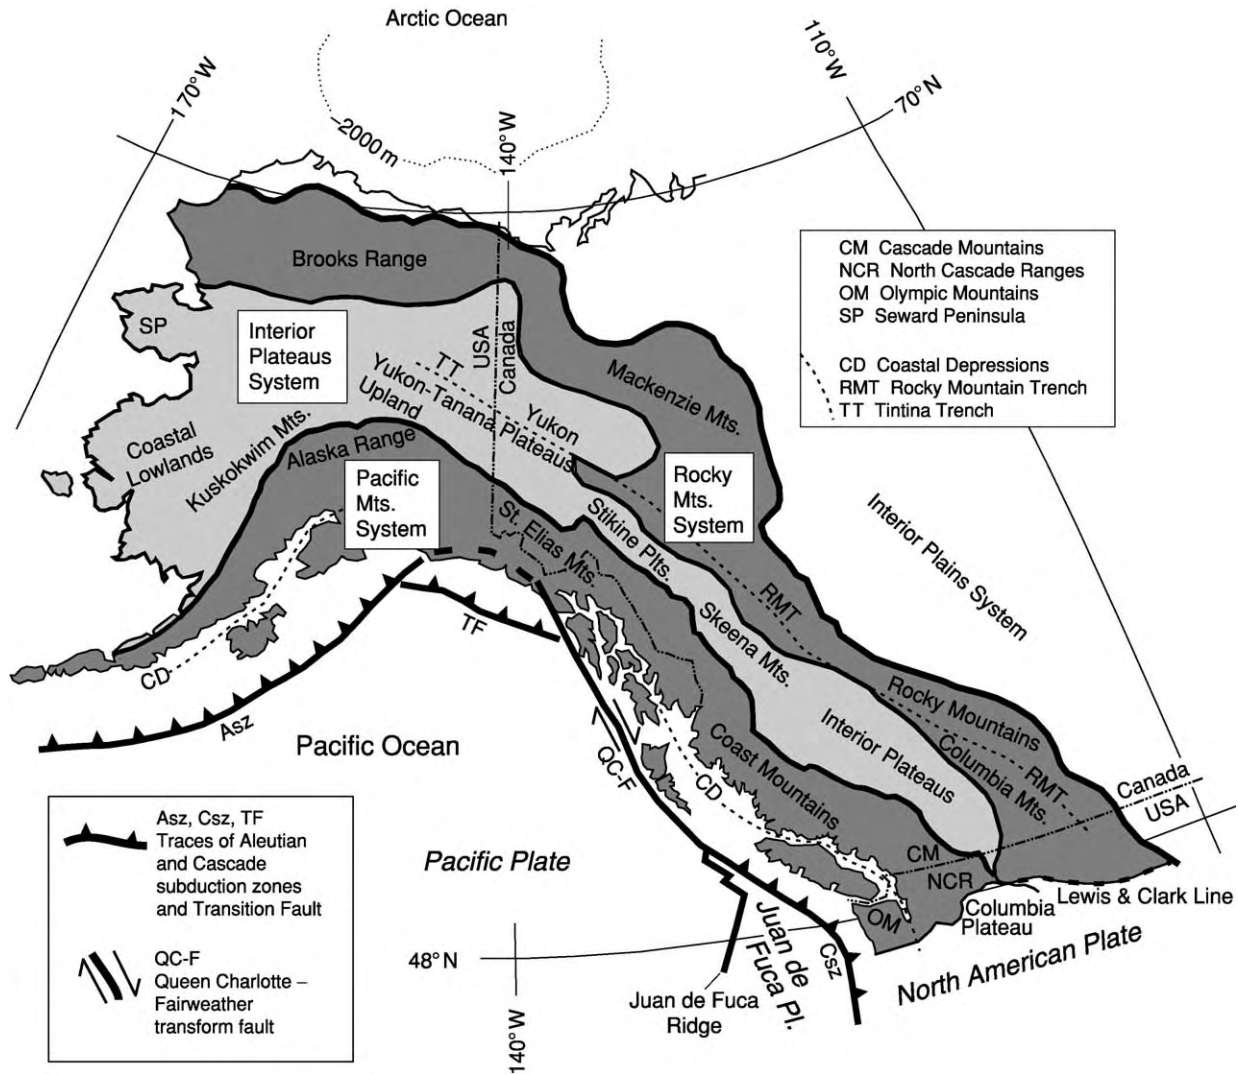 Arctic Ocean
170°W
110°W
70°N
2000 m
140°W
Brooks Range
SP
Interior
Plateaus
System
USA
Canada
TT
Yukon
Yukon-Tanana Plateaus
Upland
Mackenzie Mts.
Coastal
Lowlands
Kuskokwim Mts.
Alaska Range
Pacific
Mts.
System
Rocky
Mts.
System
Stikine Plts.
St. Elias Mts.
Skeena Mts.
RMT
Interior Plains System
CM Cascade Mountains
NCR North Cascade Ranges
OM Olympic Mountains
SP Seward Peninsula
CD Coastal Depressions
RMT Rocky Mountain Trench
TT Tintina Trench
CD
Asz
TF
Pacific Ocean
QC-F
CD
Coast Mountains
Interior Plateaus
Rocky Mountains
Columbia Mts.
RMT
Canada
USA
CM
NCR
OM
Columbia
Plateau
Lewis & Clark Line
North American Plate
Pacific Plate
48°N
140°W
Juan de Fuca
Ridge
Juan de
Fuca Pl.
Csz
Asz, Csz, TF
Traces of Aleutian
and Cascade
subduction zones
and Transition Fault
QC-F
Queen Charlotte –
Fairweather
transform fault